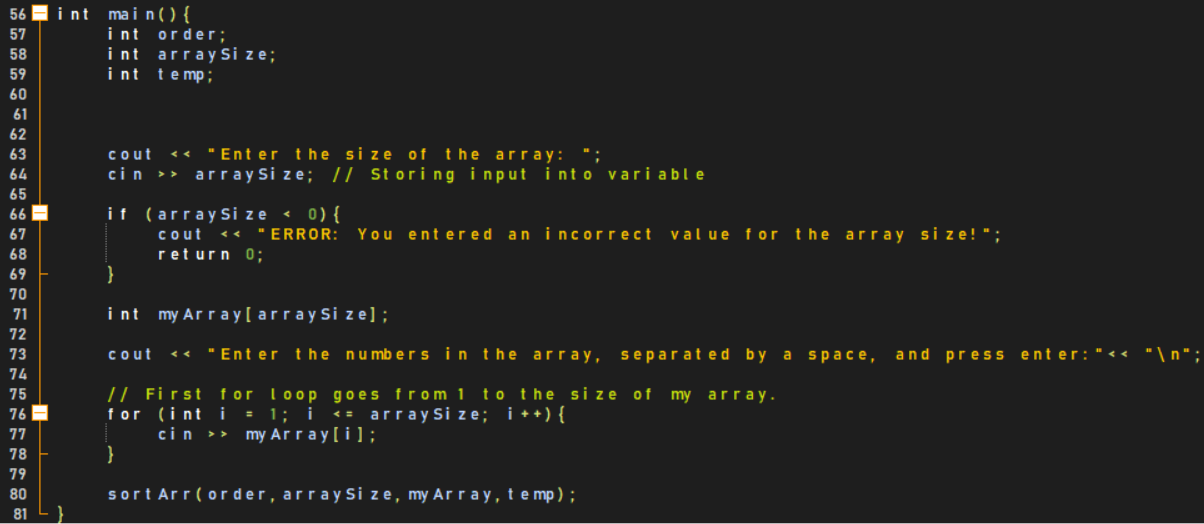 56 int main(){
57 int order;
58 int arraySize;
59 int temp;
60
61
62
63 cout << "Enter the size of the array: ";
64 cin >> arraySize; // Storing input into variable
65
66 if (arraySize < 0){
67 cout << "ERROR: You entered an incorrect value for the array size!";
68 return 0;
69 }
70
71 int myArray[arraySize];
72
73 cout << "Enter the numbers in the array, separated by a space, and press enter:"<< "\n";
74
75 // First for loop goes from 1 to the size of my array.
76 for (int i = 1; i <= arraySize; i++){
77 cin >> myArray[i];
78 }
79
80 sortArr(order,arraySize,myArray,temp);
81 }